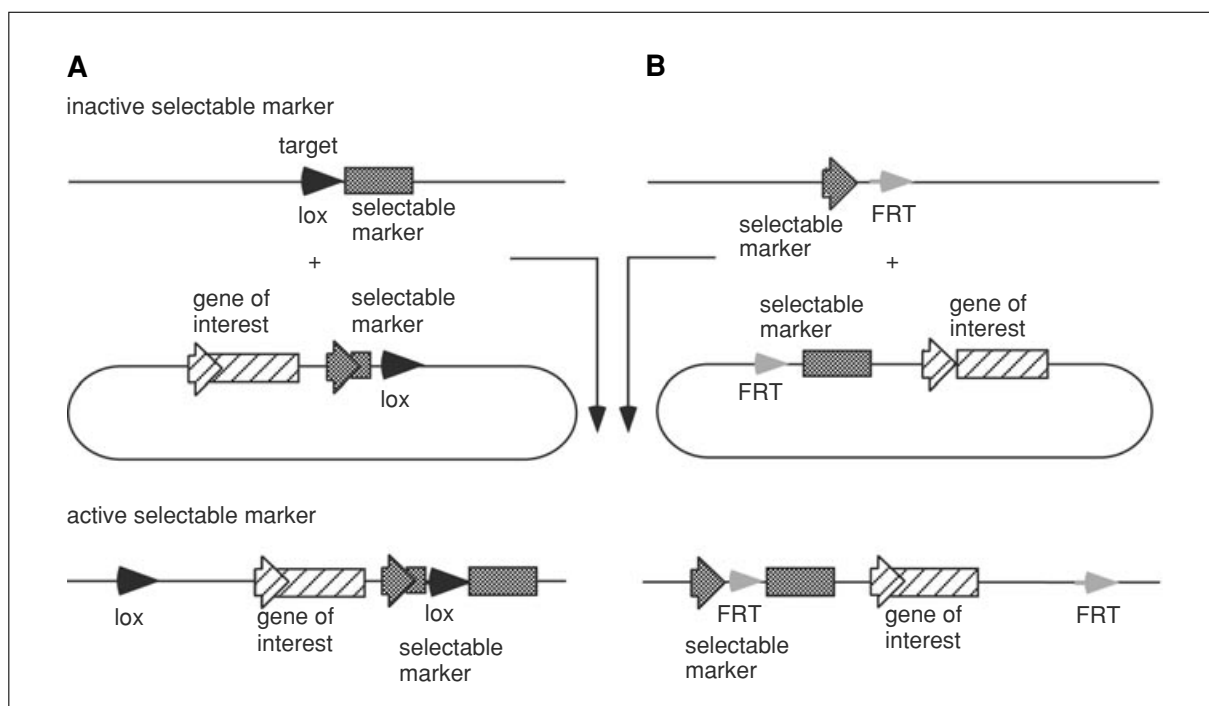 A
inactive selectable marker
target
lox
selectable
marker
+
gene of
interest
selectable
marker
lox
active selectable marker
lox
gene of
interest
lox
selectable
marker
B
selectable
marker
FRT
+
selectable
marker
gene of
interest
FRT
FRT
selectable
marker
gene of
interest
FRT